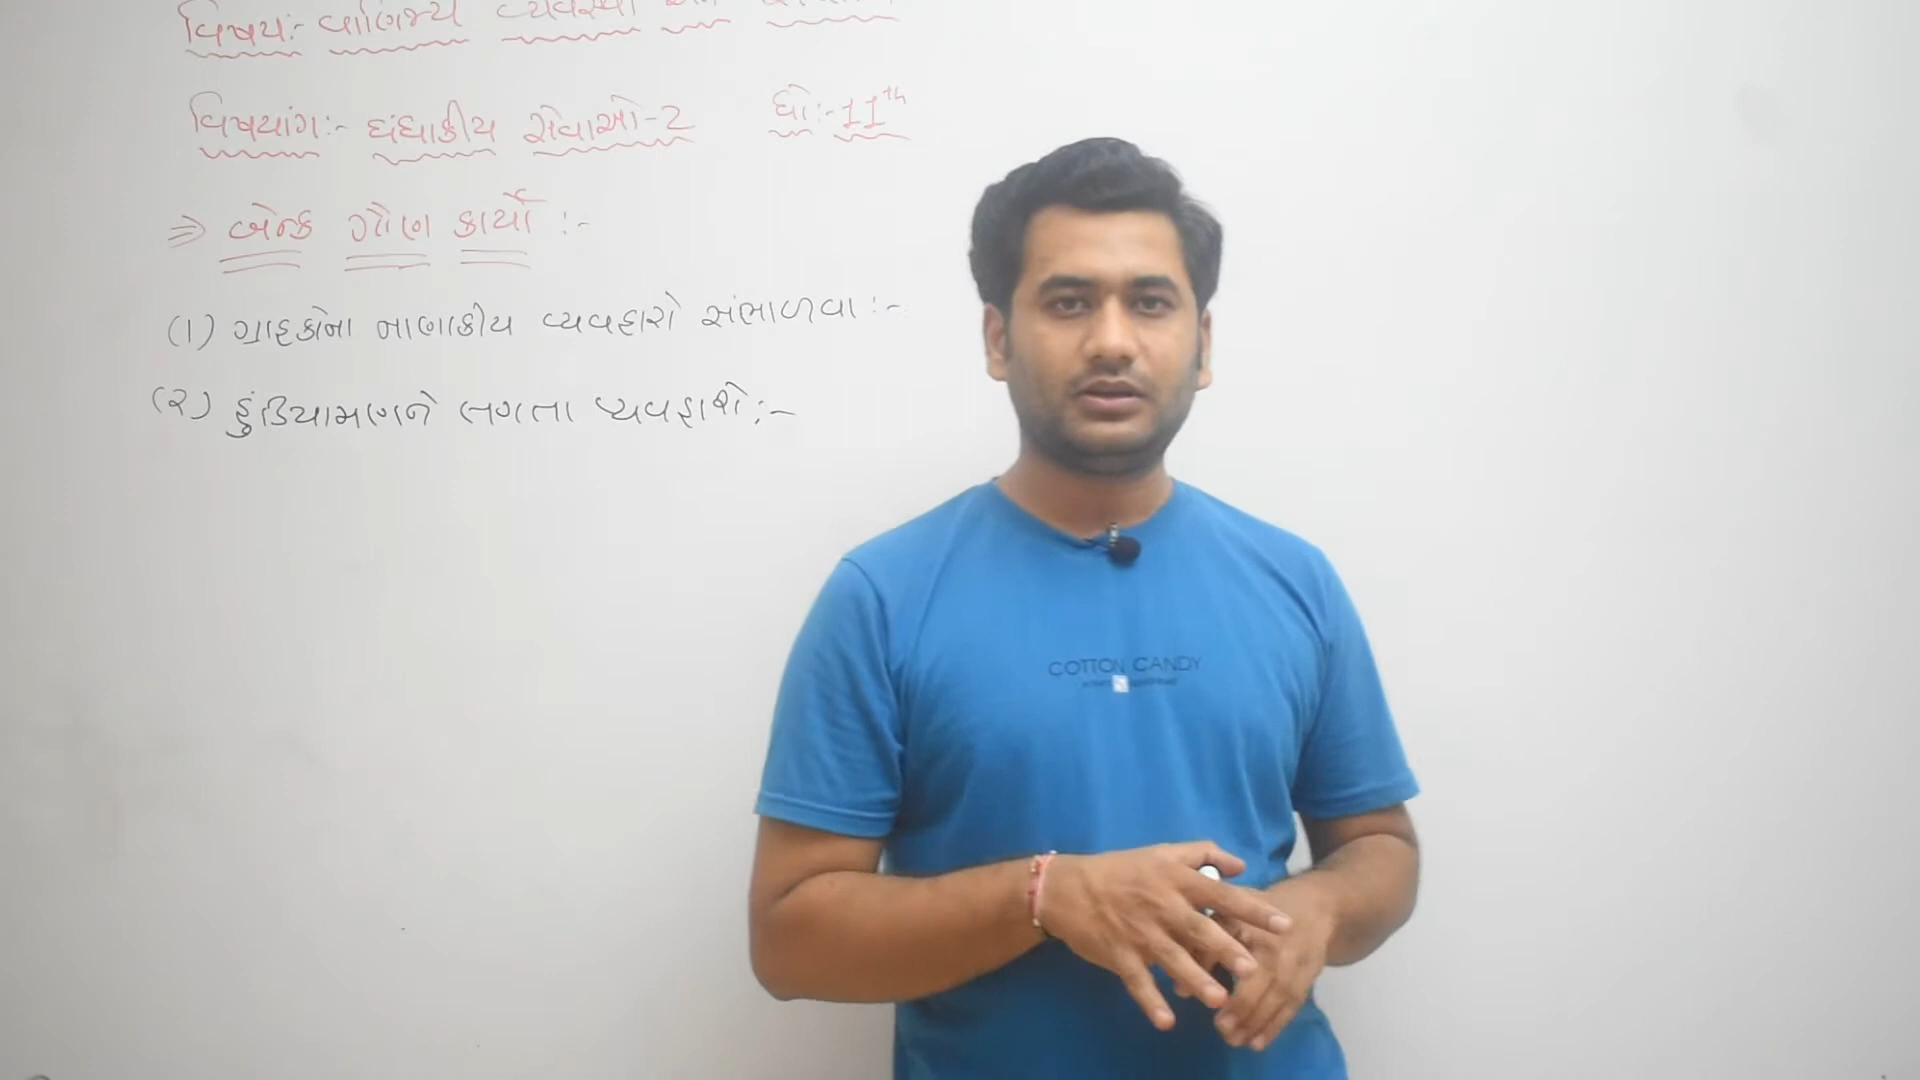 વિષય:- વાણિજ્ય વ્યવસ્થા
વિષયાંગ:- ધંધાકીય સેવાઓ-2 ધો:-11th
⇒ બેન્ક ગૌણ કાર્યો :-
(1) ગ્રાહકોના નાણાકીય વ્યવહારો સંભાળવા :-
(૨) હુંડિયામણને લગતા વ્યવહારો :-
COTTON CANDY